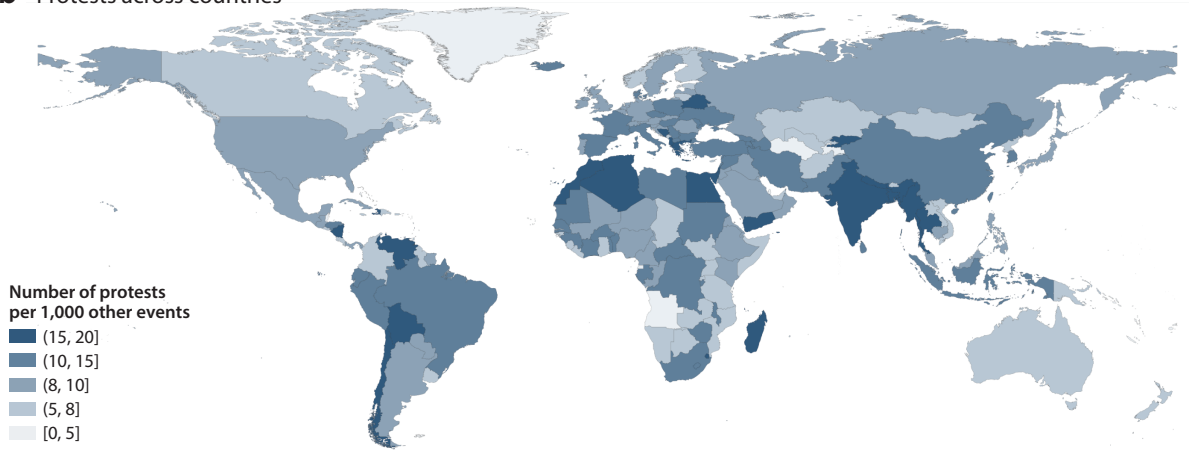 b Protests across countries
Number of protests
per 1,000 other events
(15, 20]
(10, 15]
(8, 10]
(5, 8]
[0, 5]